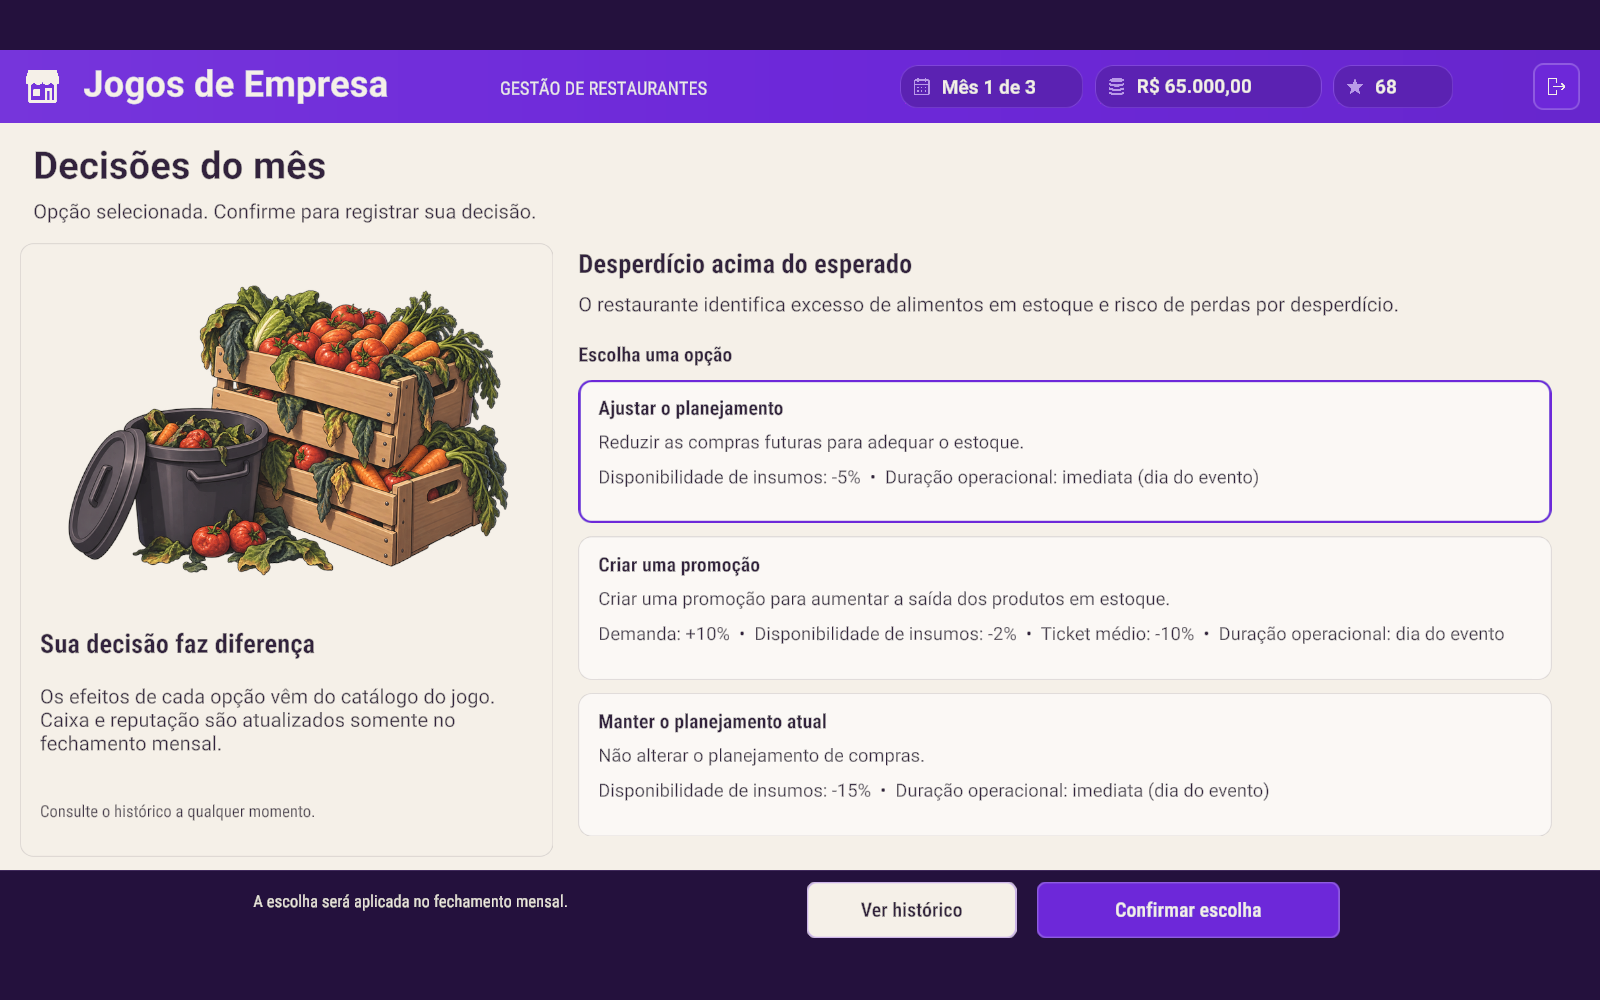 Jogos de Empresa
GESTÃO DE RESTAURANTES
Mês 1 de 3
R$ 65.000,00
68
Decisões do mês
Opção selecionada. Confirme para registrar sua decisão.
Sua decisão faz diferença
Os efeitos de cada opção vêm do catálogo do jogo.
Caixa e reputação são atualizados somente no
fechamento mensal.
Consulte o histórico a qualquer momento.
Desperdício acima do esperado
O restaurante identifica excesso de alimentos em estoque e risco de perdas por desperdício.
Escolha uma opção
Ajustar o planejamento
Reduzir as compras futuras para adequar o estoque.
Disponibilidade de insumos: -5% • Duração operacional: imediata (dia do evento)
Criar uma promoção
Criar uma promoção para aumentar a saída dos produtos em estoque.
Demanda: +10% • Disponibilidade de insumos: -2% • Ticket médio: -10% • Duração operacional: dia do evento
Manter o planejamento atual
Não alterar o planejamento de compras.
Disponibilidade de insumos: -15% • Duração operacional: imediata (dia do evento)
A escolha será aplicada no fechamento mensal.
Ver histórico
Confirmar escolha